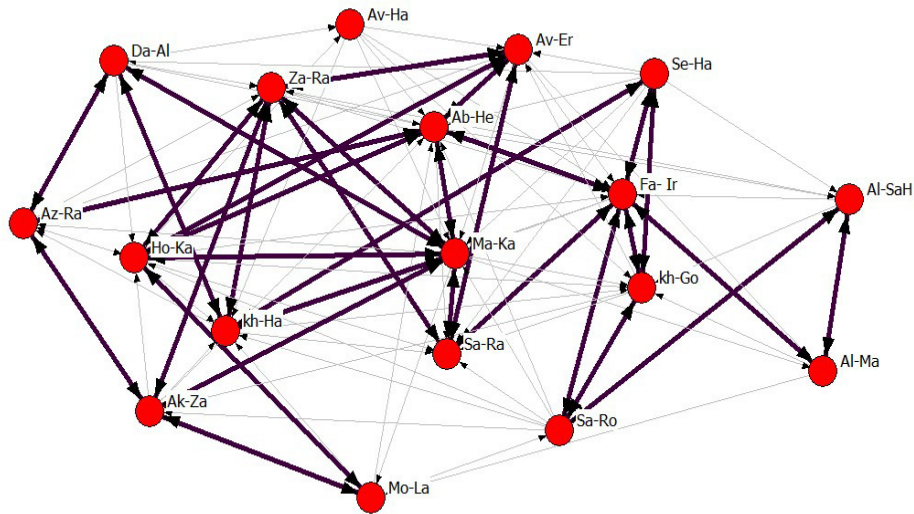 Av-Ha
Da-Al
Av-Er
Se-Ha
Za-Ra
Ab-He
Fa- Ir
Al-SaH
Az-Ra
Ho-Ka
Ma-Ka
kh-Go
kh-Ha
Sa-Ra
Al-Ma
Ak-Za
Sa-Ro
Mo-La